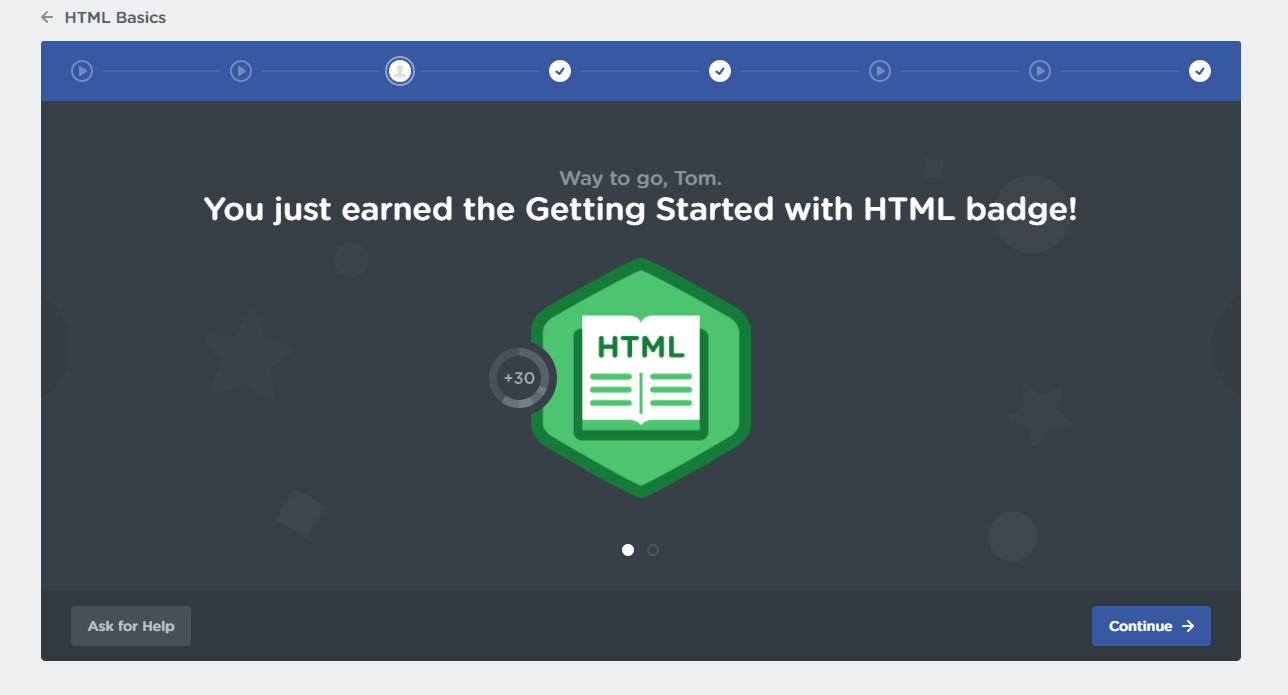 HTML Basics
Way to go, Tom.
You just earned the Getting Started with HTML badge!
HTML
+30
Ask for Help
Continue